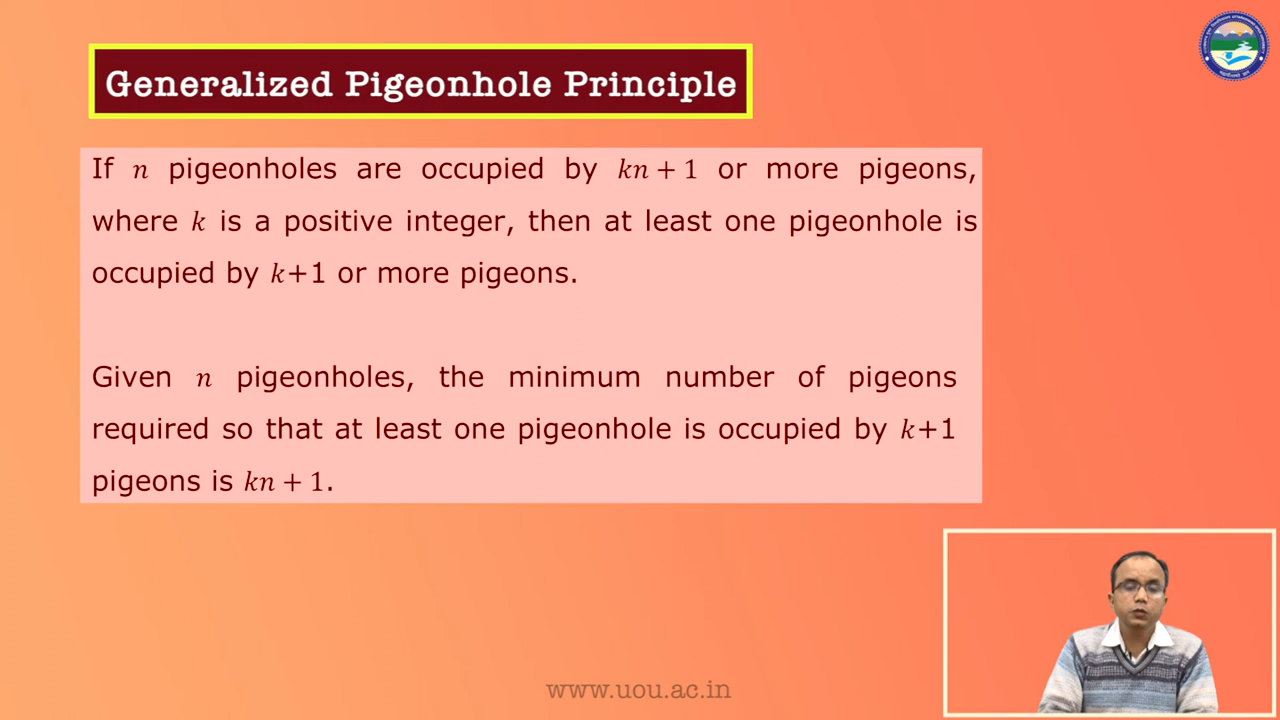 Generalized Pigeonhole Principle
If n pigeonholes are occupied by kn + 1 or more pigeons,
where k is a positive integer, then at least one pigeonhole is
occupied by k+1 or more pigeons.
Given n pigeonholes, the minimum number of pigeons
required so that at least one pigeonhole is occupied by k+1
pigeons is kn + 1.
www.uou.ac.in